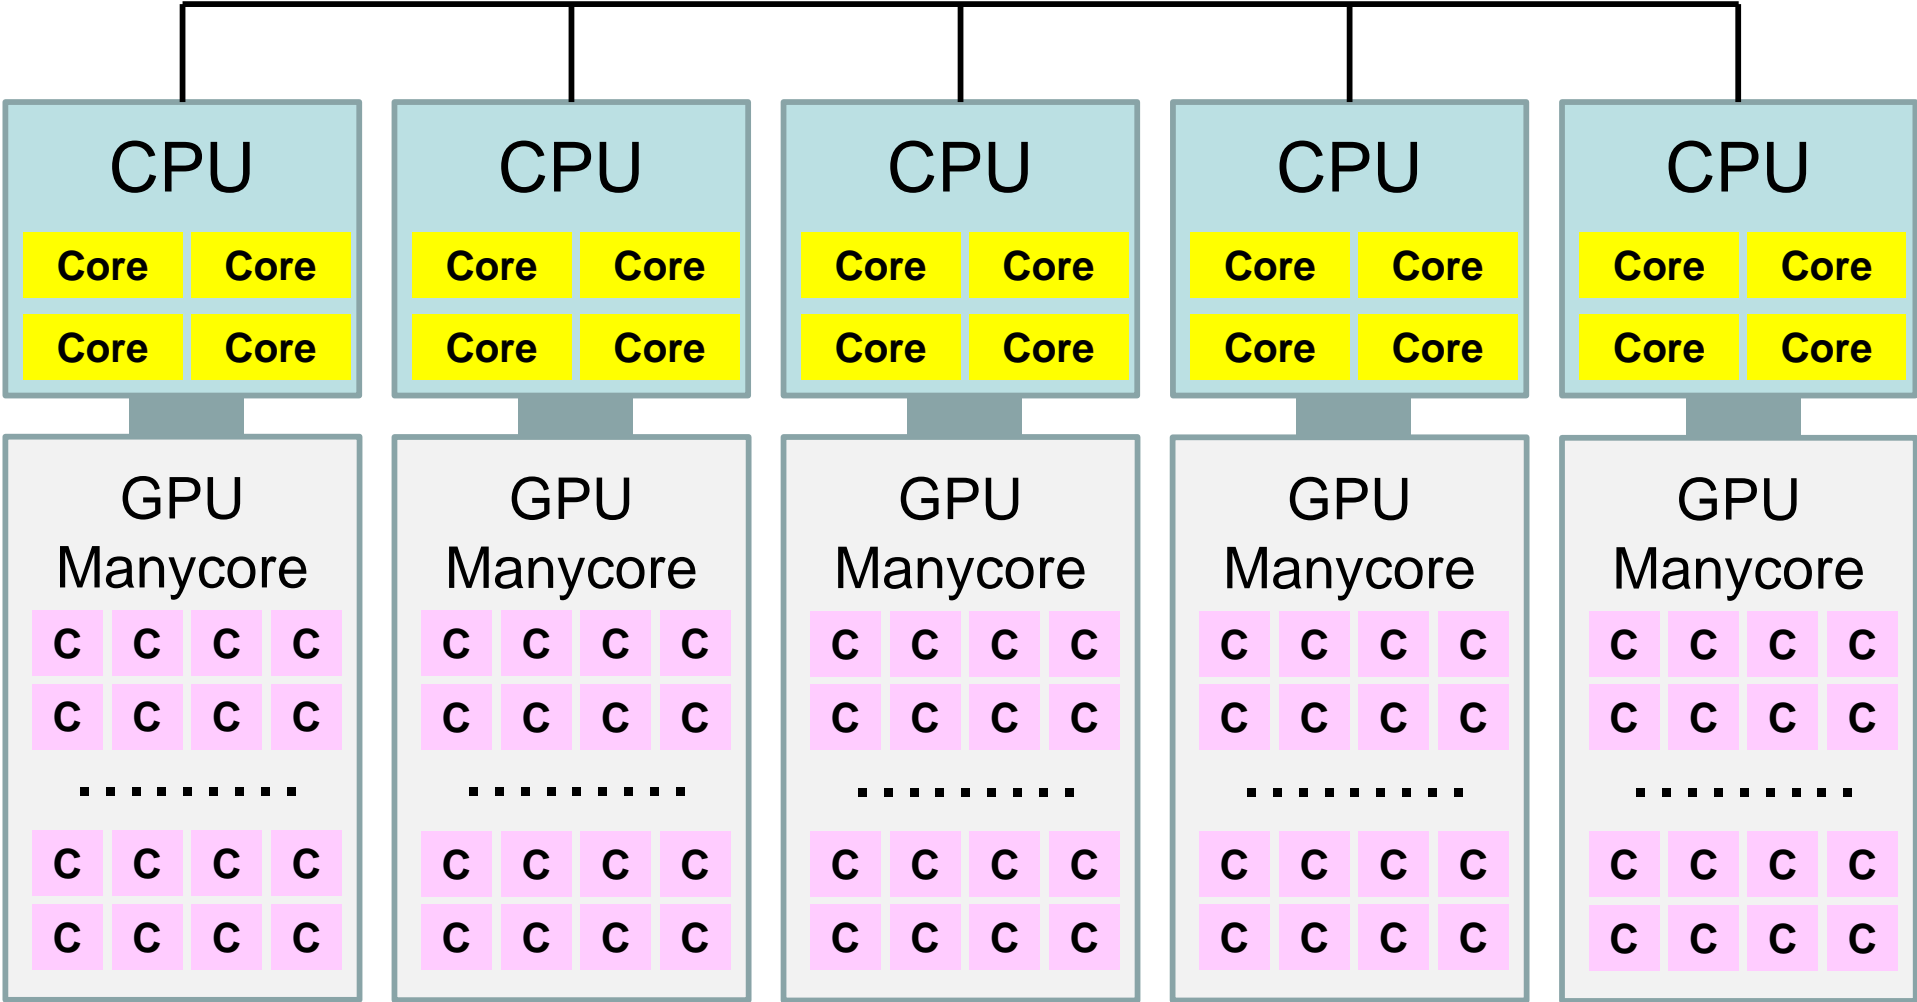 CPU CPU CPU CPU CPU
Core Core Core Core Core Core Core Core Core Core
Core Core Core Core Core Core Core Core Core Core
GPU GPU GPU GPU GPU
Manycore Manycore Manycore Manycore Manycore
C C C C C C C C C C C C C C C C C C C C
C C C C C C C C C C C C C C C C C C C C
......... ......... ......... ......... .........
C C C C C C C C C C C C C C C C C C C C
C C C C C C C C C C C C C C C C C C C C